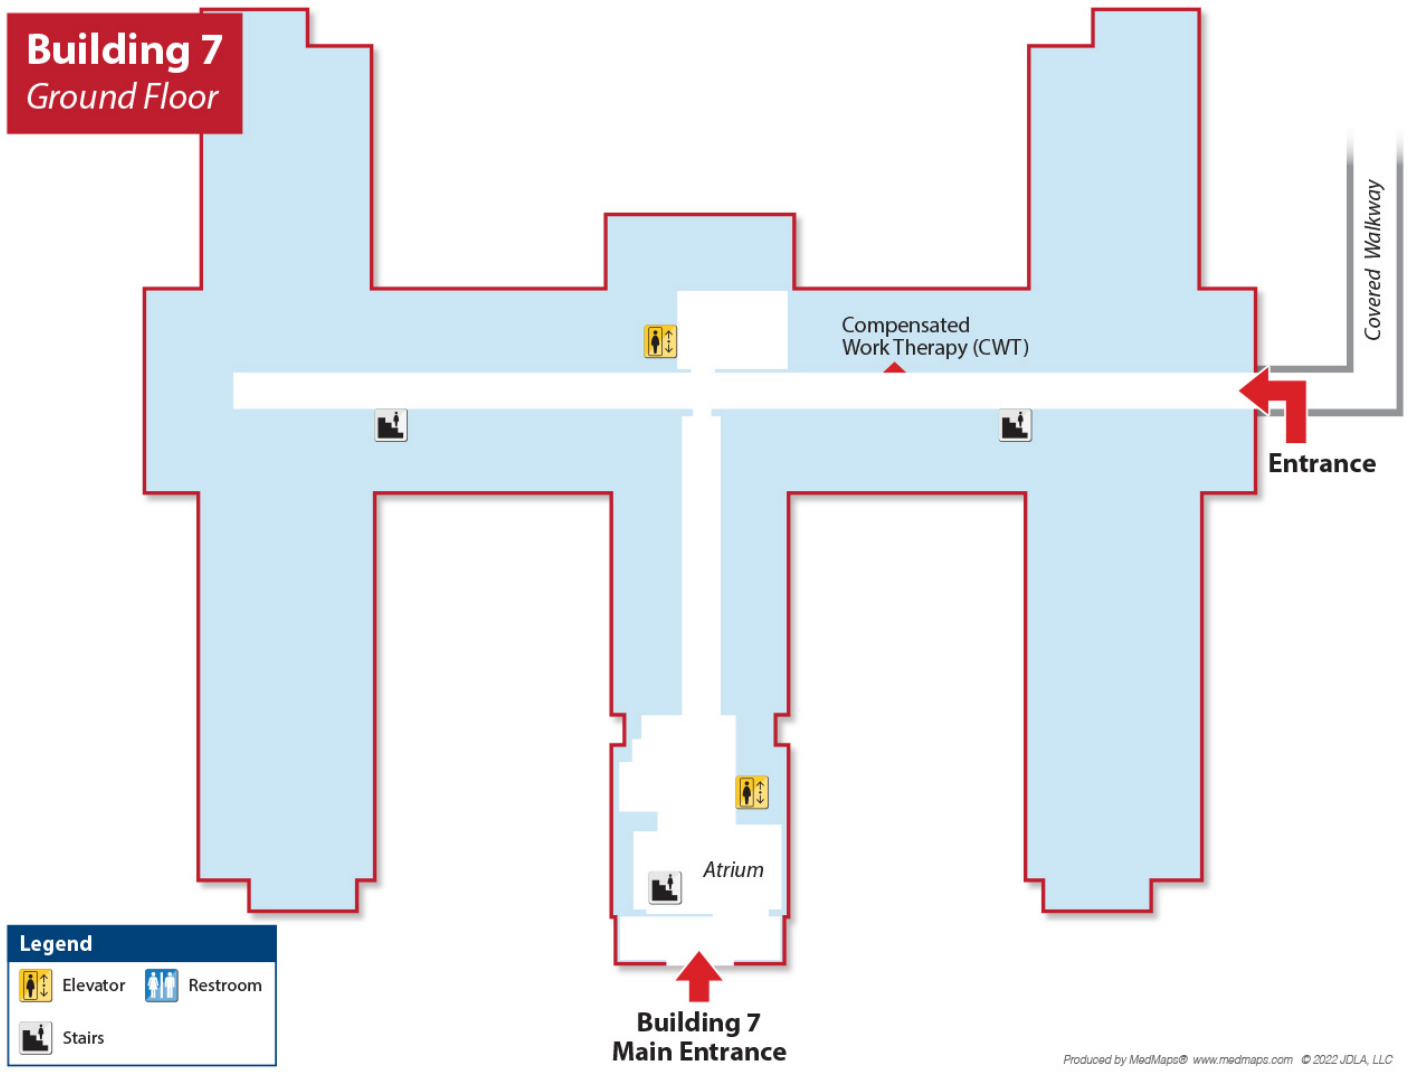 Building 7
Ground Floor
Covered Walkway
Compensated
Work Therapy (CWT)
Entrance
Atrium
Legend
Elevator
Restroom
Stairs
Building 7
Main Entrance
Produced by MedMaps® www.medmaps.com © 2022 JDLA, LLC